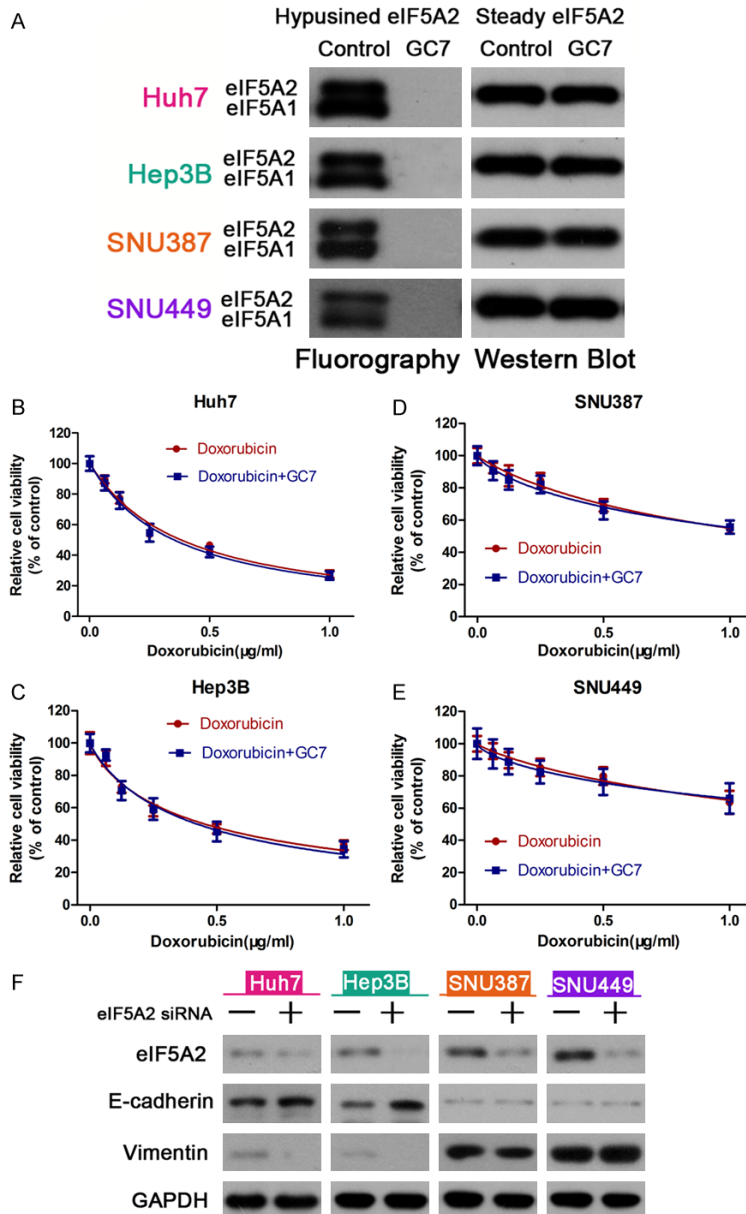 A
Hypusined eIF5A2 Steady eIF5A2
Control GC7 Control GC7
Huh7 eIF5A2
eIF5A1
Hep3B eIF5A2
eIF5A1
SNU387 eIF5A2
eIF5A1
SNU449 eIF5A2
eIF5A1
Fluorography Western Blot
B
Huh7
Relative cell viability
(% of control)
120
100
80
60
40
20
0
Doxorubicin
Doxorubicin+GC7
0.0 0.5 1.0
Doxorubicin(µg/ml)
D
SNU387
Relative cell viability
(% of control)
120
100
80
60
40
20
0
Doxorubicin
Doxorubicin+GC7
0.0 0.5 1.0
Doxorubicin(µg/ml)
C
Hep3B
Relative cell viability
(% of control)
120
100
80
60
40
20
0
Doxorubicin
Doxorubicin+GC7
0.0 0.5 1.0
Doxorubicin(µg/ml)
E
SNU449
Relative cell viability
(% of control)
120
100
80
60
40
20
0
Doxorubicin
Doxorubicin+GC7
0.0 0.5 1.0
Doxorubicin(µg/ml)
F
Huh7 Hep3B SNU387 SNU449
eIF5A2 siRNA — + — + — + — +
eIF5A2
E-cadherin
Vimentin
GAPDH